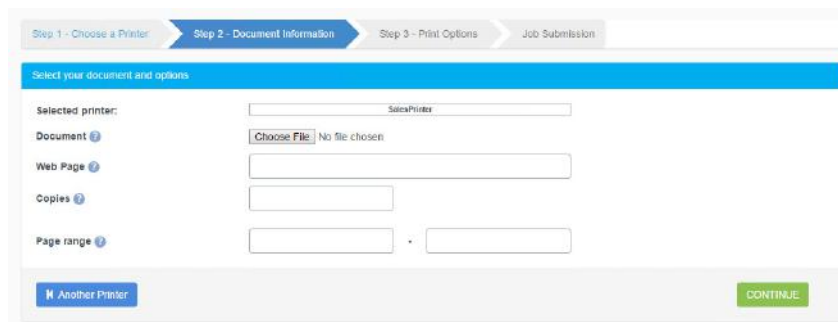 Step 1 - Choose a Printer Step 2 - Document Information Step 3 - Print Options Job Submission
Select your document and options
Selected printer: SalesPrinter
Document Choose File No file chosen
Web Page
Copies
Page range -
Another Printer CONTINUE